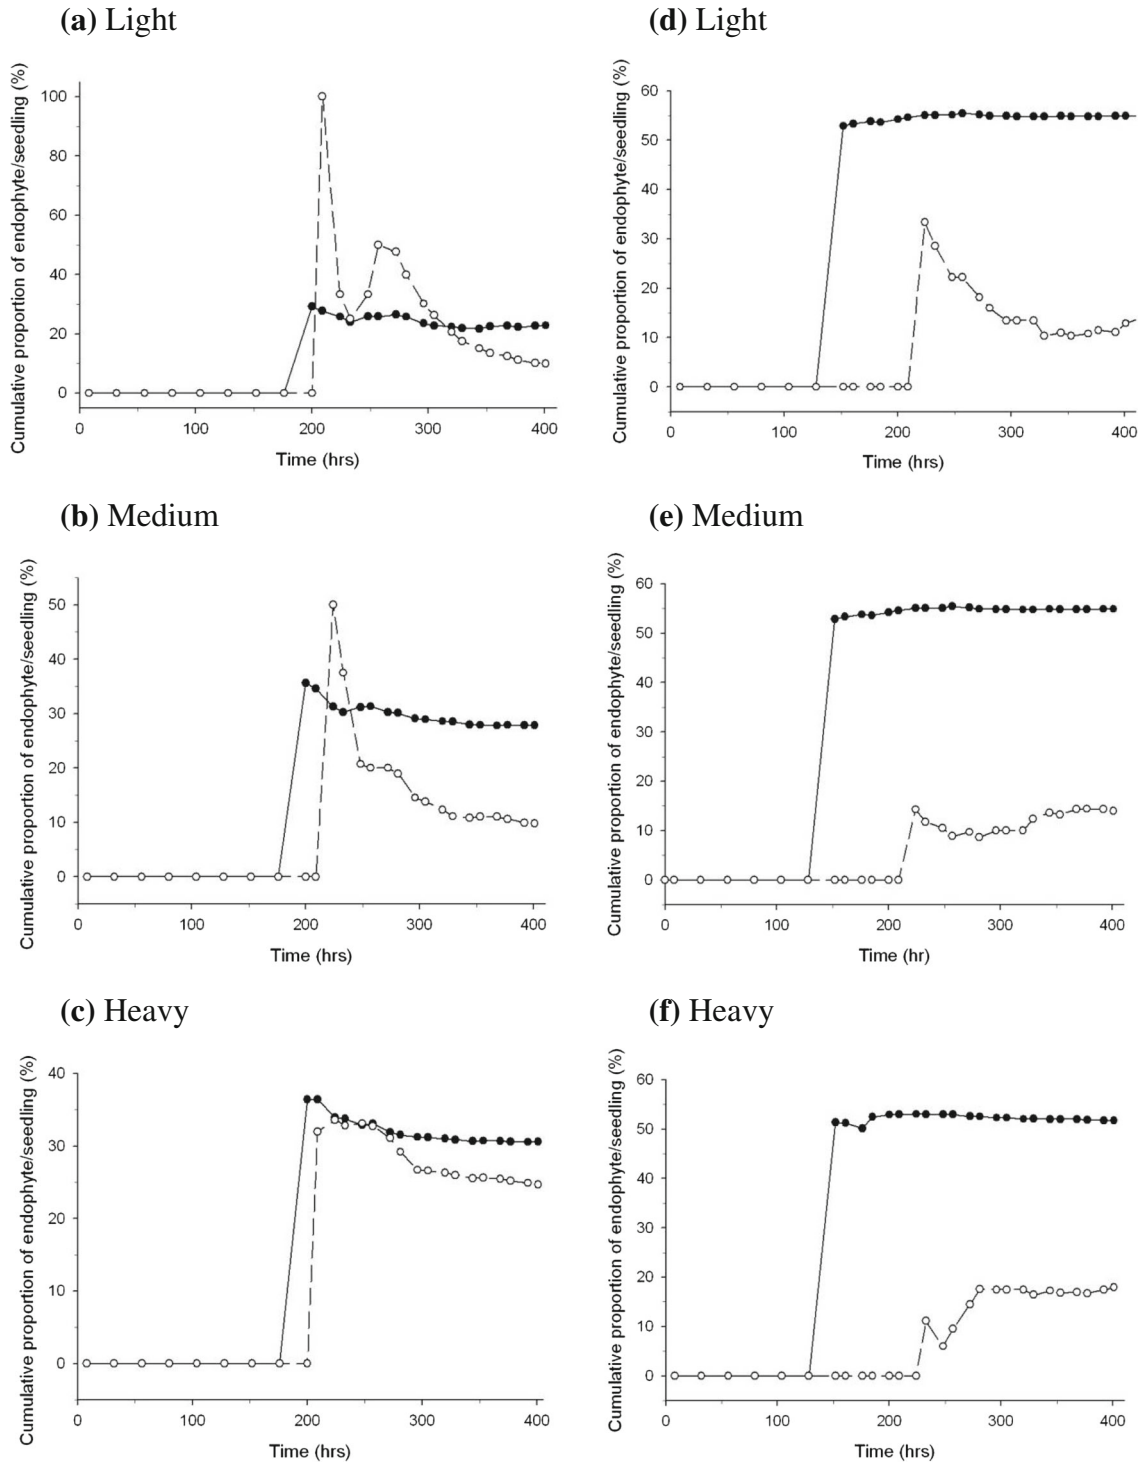 (a) Light
Cumulative proportion of endophyte/seedling (%)
100
80
60
40
20
0
0 100 200 300 400
Time (hrs)
(d) Light
Cumulative proportion of endophyte/seedling (%)
60
50
40
30
20
10
0
0 100 200 300 400
Time (hrs)
(b) Medium
Cumulative proportion of endophyte/seedling (%)
50
40
30
20
10
0
0 100 200 300 400
Time (hrs)
(e) Medium
Cumulative proportion of endophyte/seedling (%)
60
50
40
30
20
10
0
0 100 200 300 400
Time (hr)
(c) Heavy
Cumulative proportion of endophyte/seedling (%)
40
30
20
10
0
0 100 200 300 400
Time (hrs)
(f) Heavy
Cumulative proportion of endophyte/seedling (%)
60
50
40
30
20
10
0
0 100 200 300 400
Time (hrs)